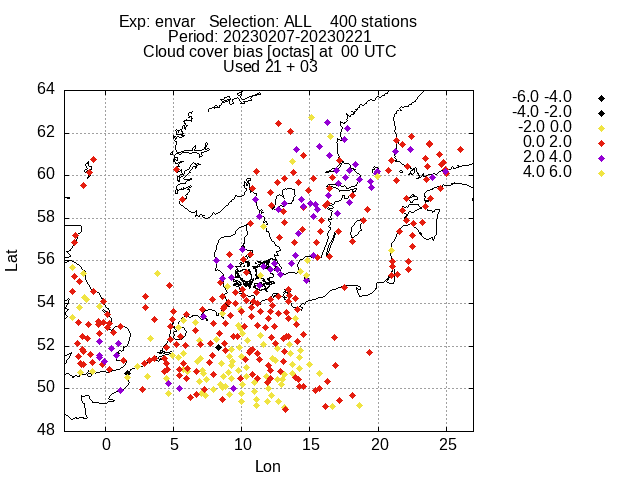 Exp: envar   Selection: ALL    400 stations
Period: 20230207-20230221
Cloud cover bias [octas] at  00 UTC
Used 21 + 03
-6.0 -4.0
-4.0 -2.0
-2.0 0.0
0.0 2.0
2.0 4.0
4.0 6.0
64
62
60
58
56
54
52
50
48
Lat
0 5 10 15 20 25
Lon